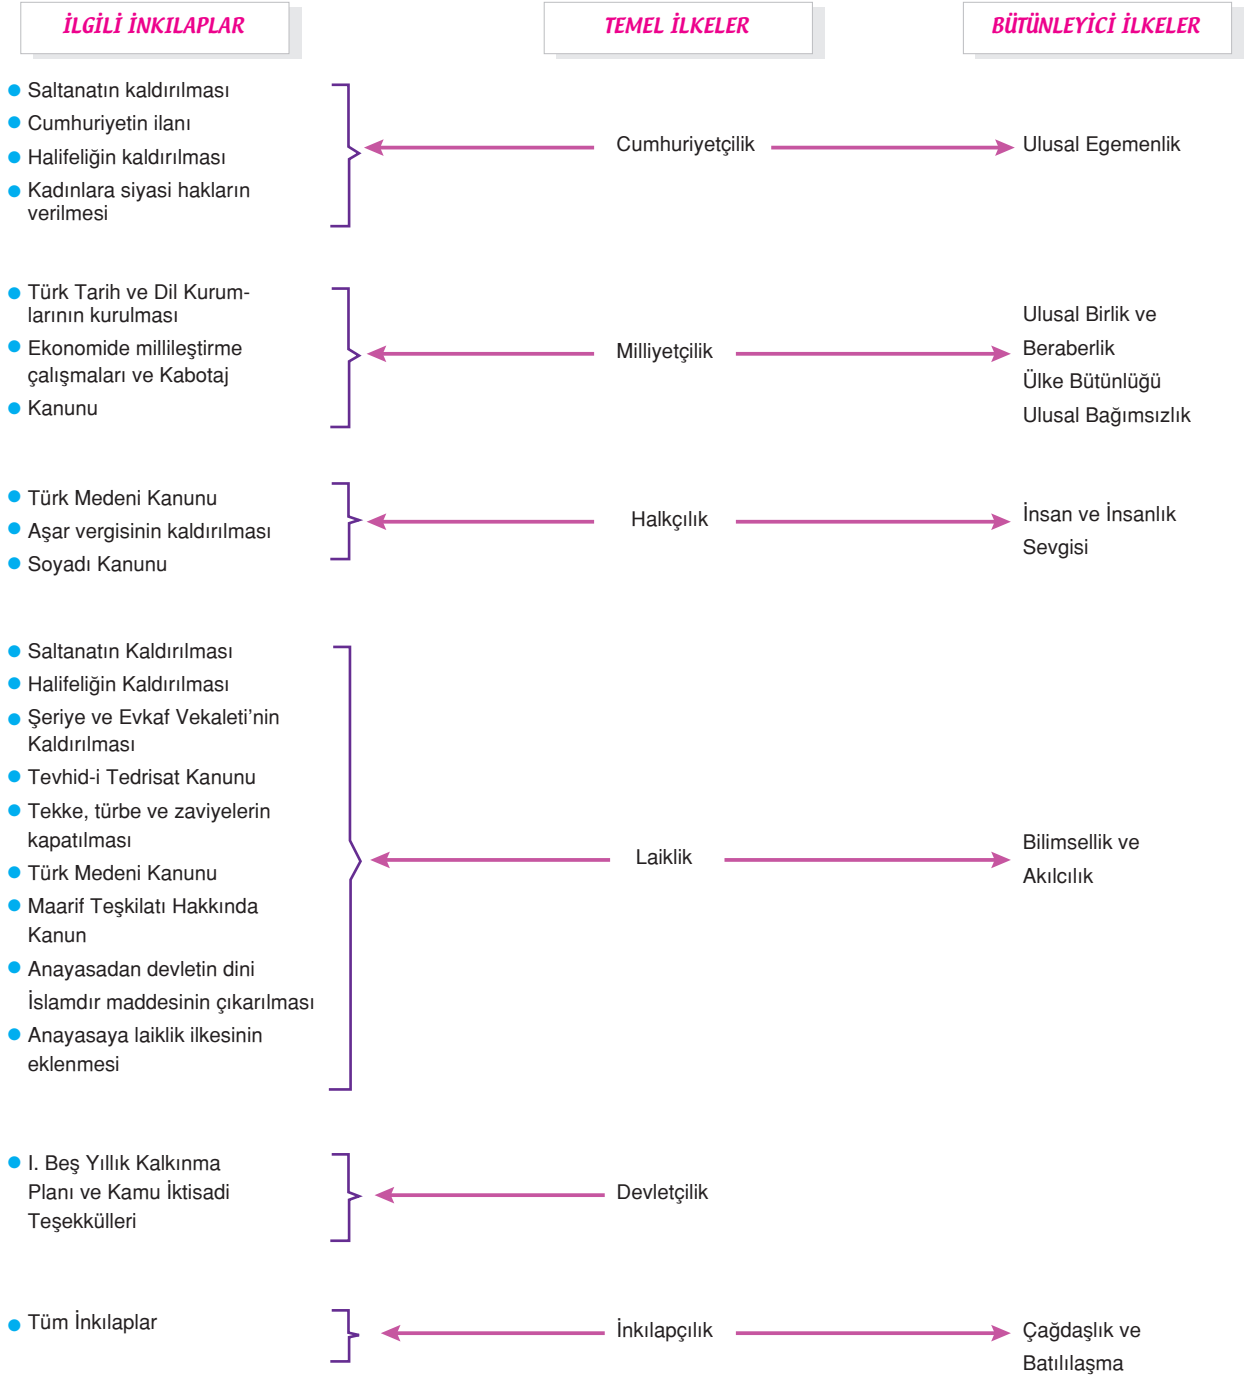 İLGİLİ İNKILAPLAR
TEMEL İLKELER
BÜTÜNLEYİCİ İLKELER
Saltanatın kaldırılması
Cumhuriyetin ilanı
Halifeliğin kaldırılması
Kadınlara siyasi hakların
verilmesi
Cumhuriyetçilik
Ulusal Egemenlik
Türk Tarih ve Dil Kurum-
larının kurulması
Ekonomide millileştirme
çalışmaları ve Kabotaj
Kanunu
Milliyetçilik
Ulusal Birlik ve
Beraberlik
Ülke Bütünlüğü
Ulusal Bağımsızlık
Türk Medeni Kanunu
Aşar vergisinin kaldırılması
Soyadı Kanunu
Halkçılık
İnsan ve İnsanlık
Sevgisi
Saltanatın Kaldırılması
Halifeliğin Kaldırılması
Şeriye ve Evkaf Vekaleti’nin
Kaldırılması
Tevhid-i Tedrisat Kanunu
Tekke, türbe ve zaviyelerin
kapatılması
Türk Medeni Kanunu
Maarif Teşkilatı Hakkında
Kanun
Anayasadan devletin dini
İslamdır maddesinin çıkarılması
Anayasaya laiklik ilkesinin
eklenmesi
Laiklik
Bilimsellik ve
Akılcılık
I. Beş Yıllık Kalkınma
Planı ve Kamu İktisadi
Teşekkülleri
Devletçilik
Tüm İnkılaplar
İnkılapçılık
Çağdaşlık ve
Batılılaşma